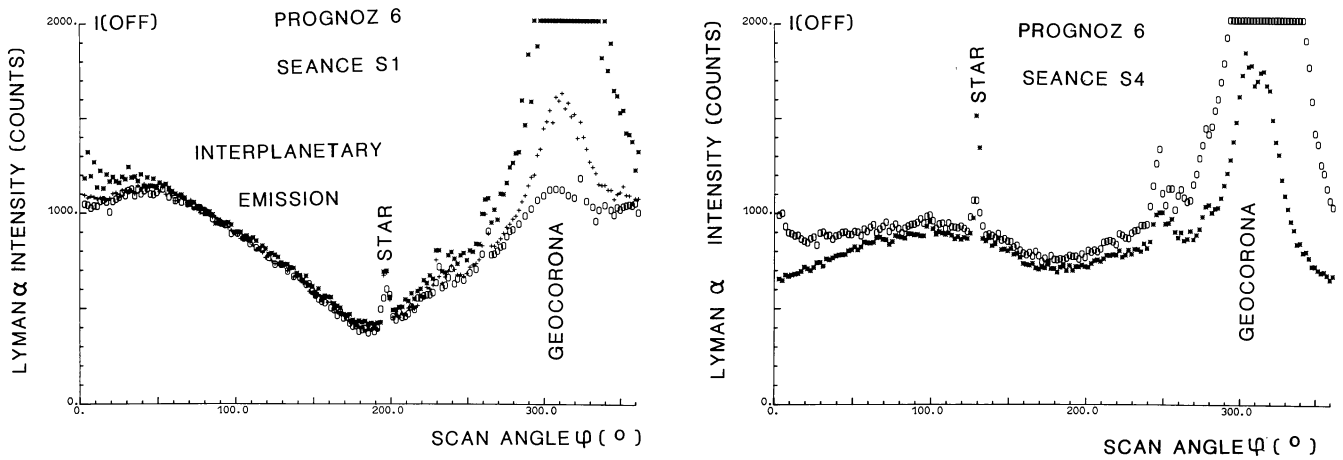 2000.
I(OFF)
PROGNOZ 6
SEANCE S1
INTERPLANETARY
EMISSION
1000.
STAR
GEOCORONA
LYMAN α INTENSITY (COUNTS)
0.
0.
100.0
200.0
300.0
SCAN ANGLE φ (°)
2000.
I(OFF)
PROGNOZ 6
SEANCE S4
STAR
1000.
GEOCORONA
LYMAN α INTENSITY (COUNTS)
0.
0.
100.0
200.0
300.0
SCAN ANGLE φ (°)